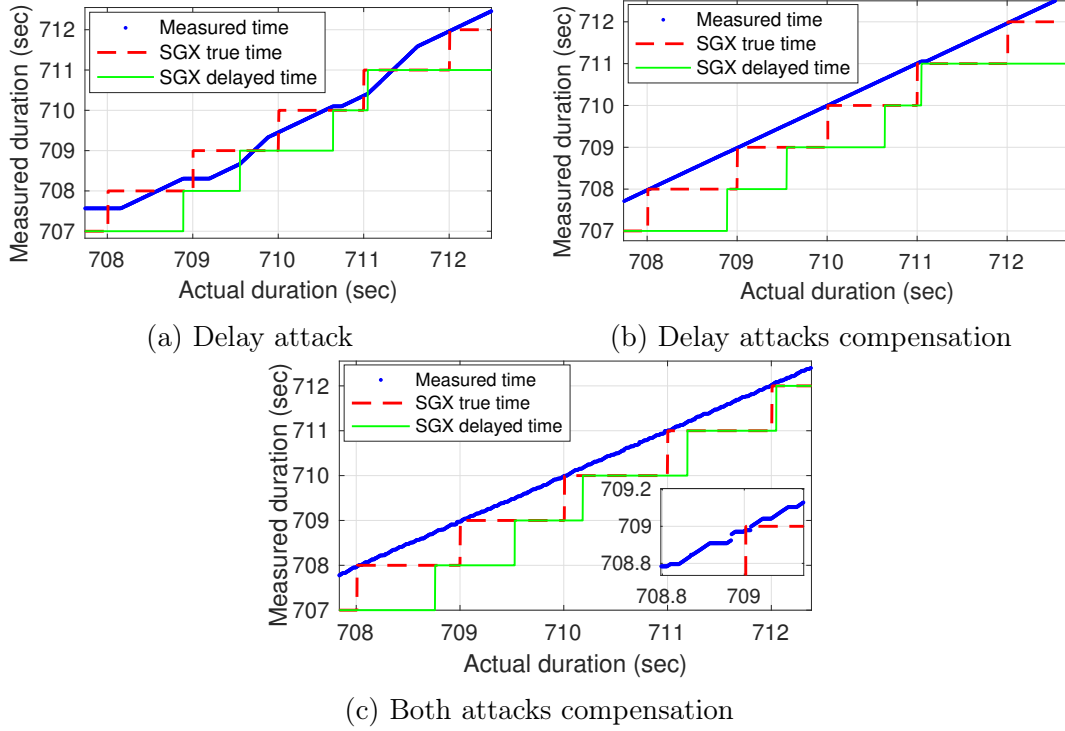 Measured duration (sec)
712
711
710
709
708
707
Measured time
SGX true time
SGX delayed time
708 709 710 711 712
Actual duration (sec)
(a) Delay attack
Measured duration (sec)
712
711
710
709
708
707
Measured time
SGX true time
SGX delayed time
708 709 710 711 712
Actual duration (sec)
(b) Delay attacks compensation
Measured duration (sec)
712
711
710
709
708
707
Measured time
SGX true time
SGX delayed time
709.2
709
708.8
708.8 709
708 709 710 711 712
Actual duration (sec)
(c) Both attacks compensation